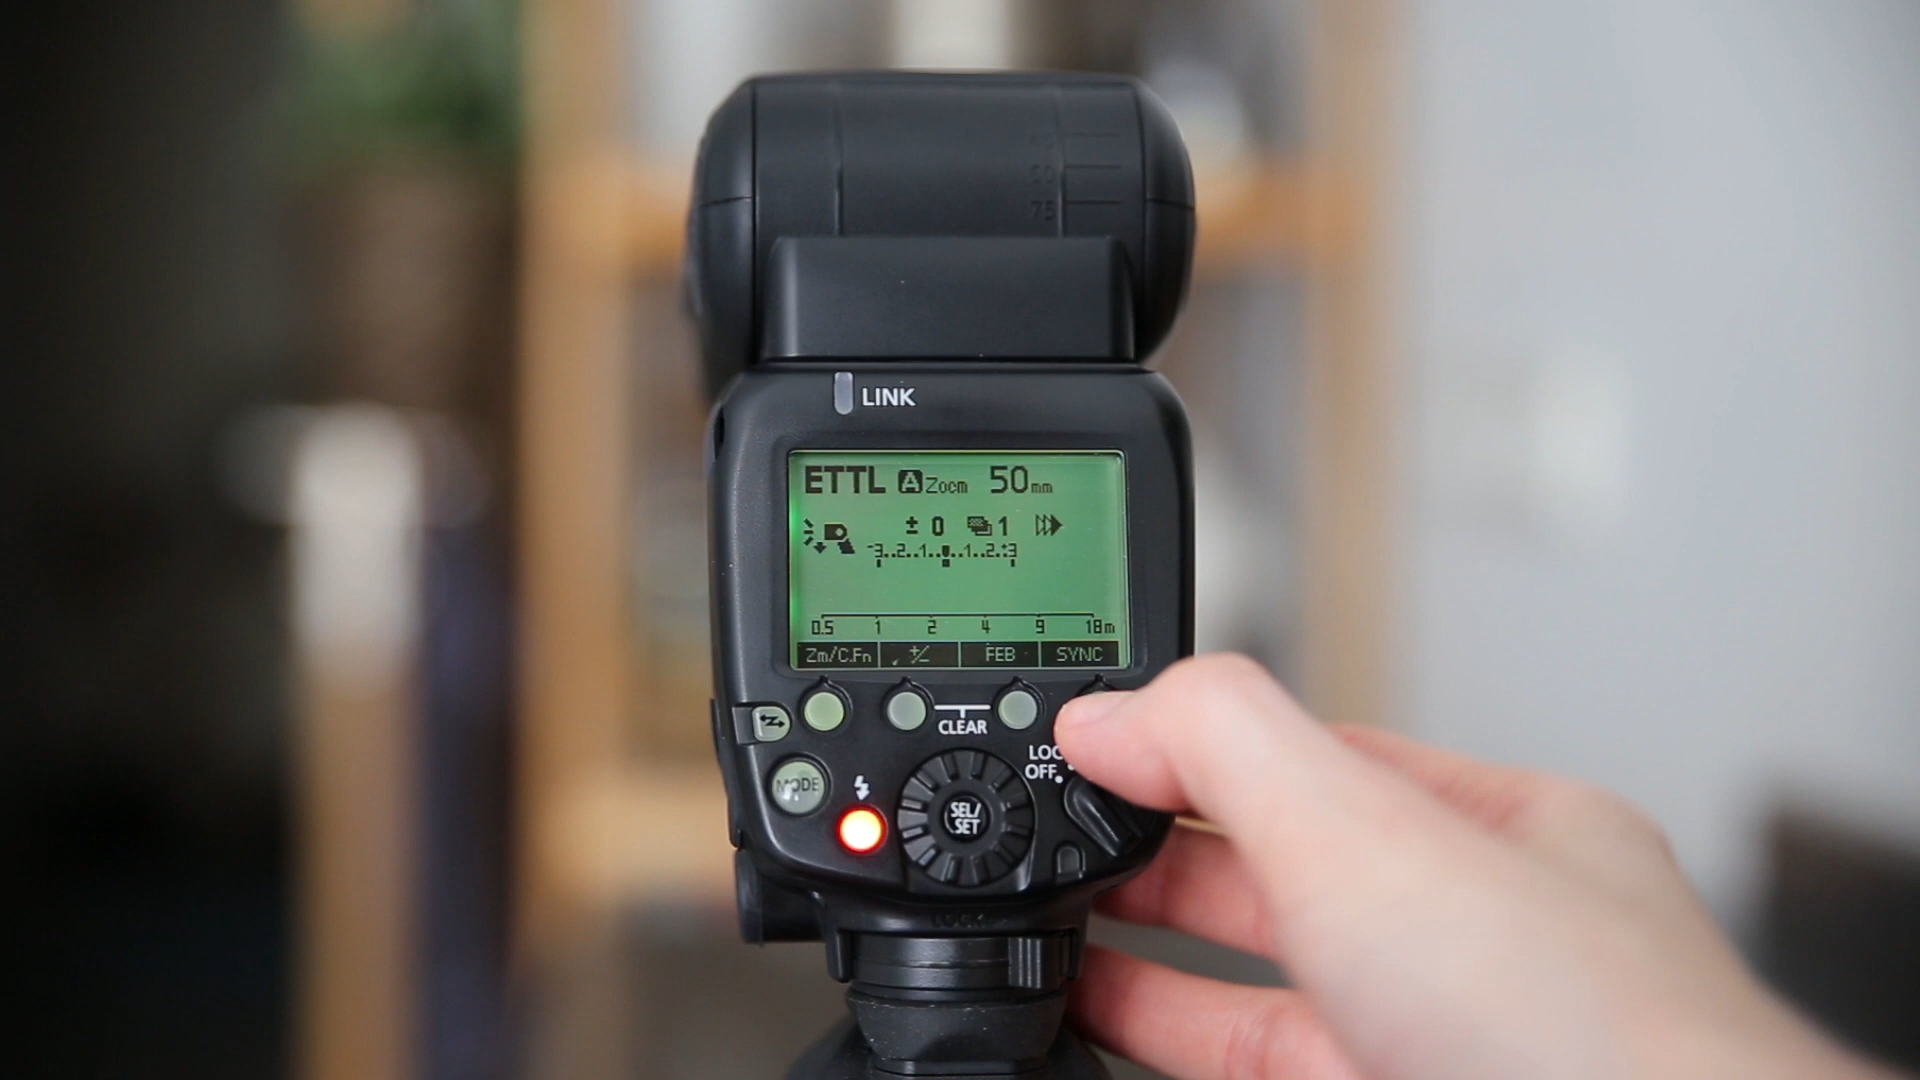 75
LINK
ETTL A Zoom 50mm
± 0 1
-3..2..1..0..1..2..+3
0.5 1 2 4 9 18m
Zm/C.Fn +/- FEB SYNC
CLEAR
OFF
MODE
SEL/
SET